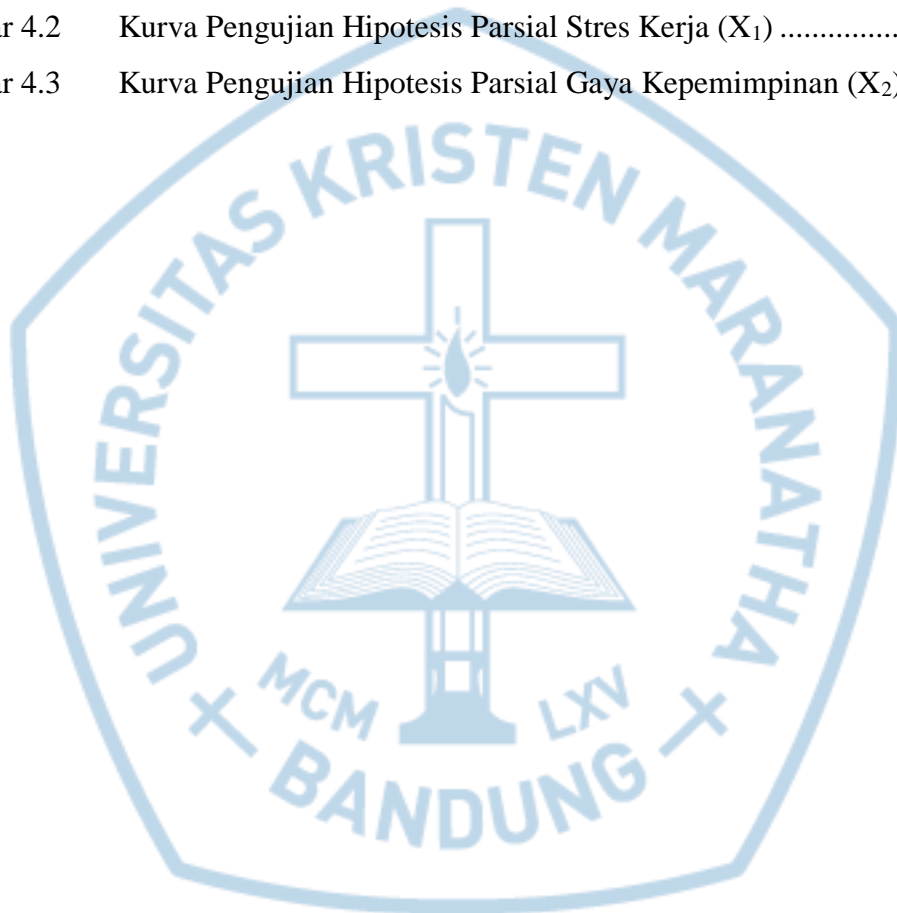 ar 4.2 Kurva Pengujian Hipotesis Parsial Stres Kerja (X₁) ...............
ar 4.3 Kurva Pengujian Hipotesis Parsial Gaya Kepemimpinan (X₂)
UNIVERSITAS KRISTEN MARANATHA
MCM LXV
+ BANDUNG +